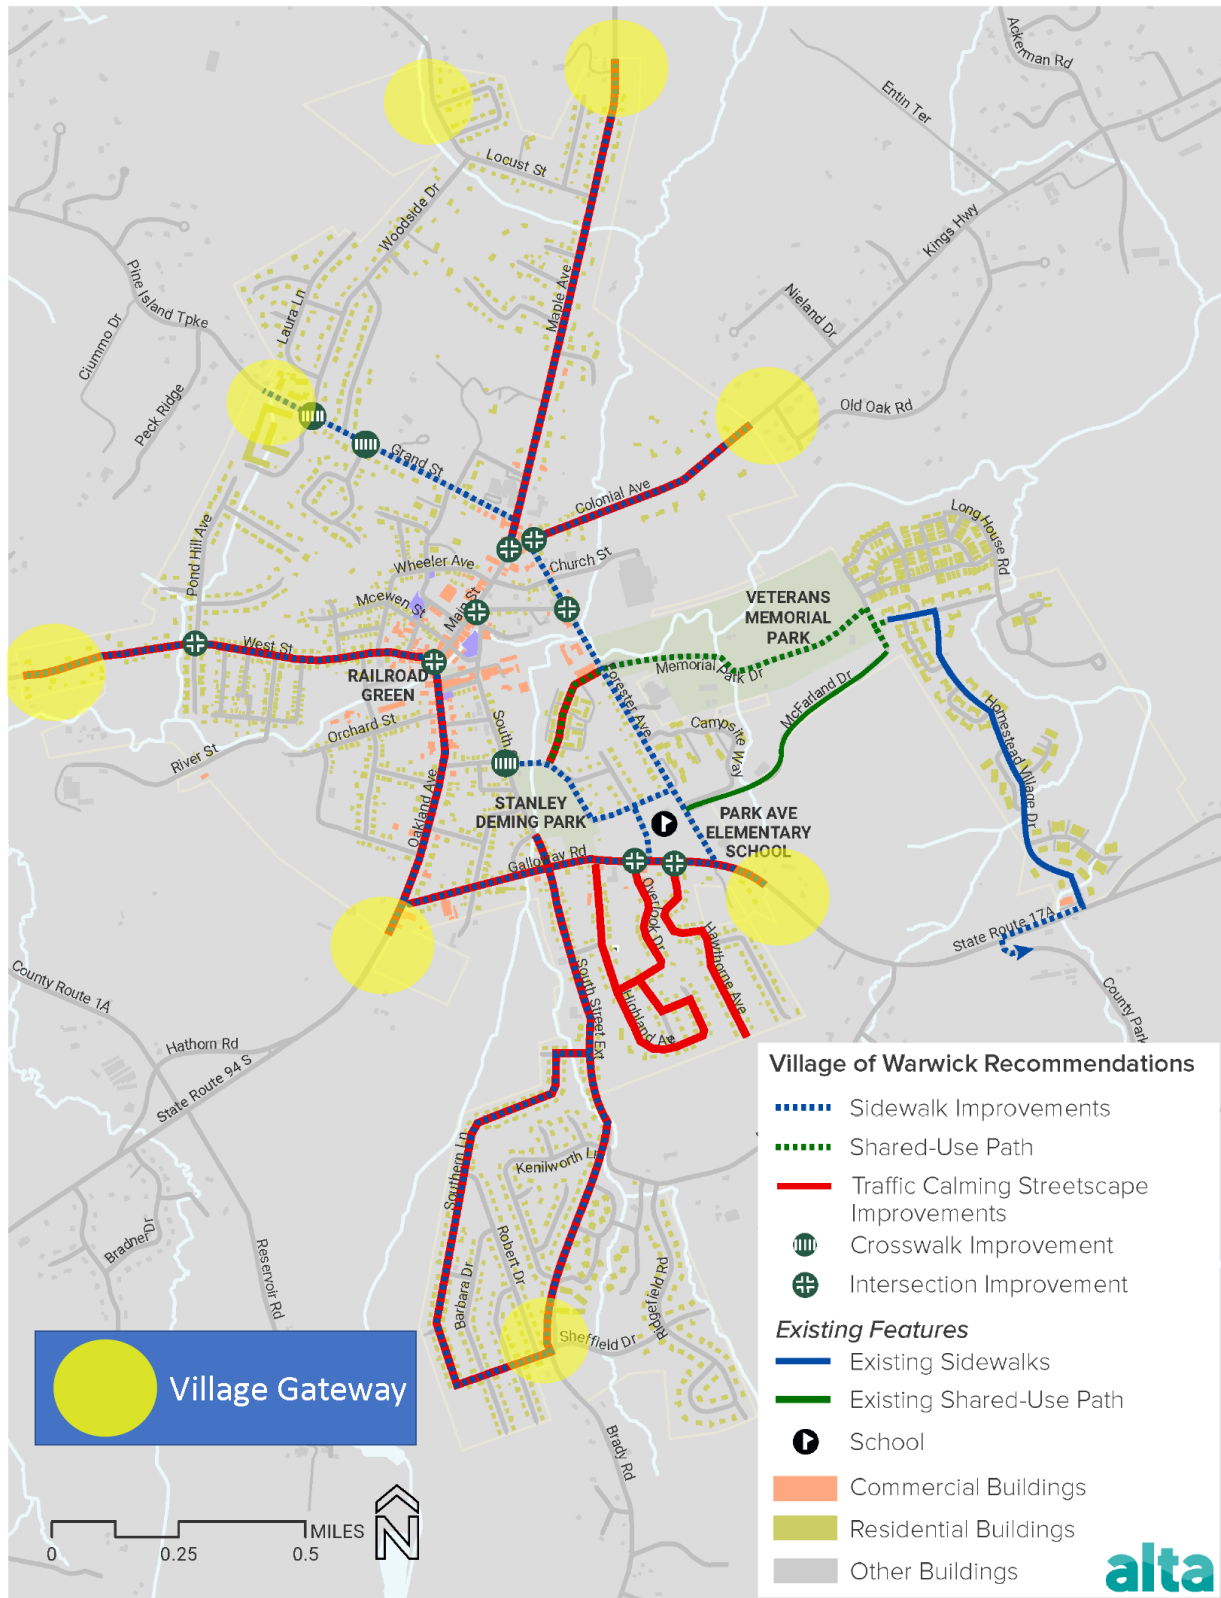 Ackerman Rd
Entin Ter
Locust St
Woodside Dr
Kings Hwy
Pine Island Tpke
Laura Ln
Maple Ave
Nieland Dr
Ciummo Dr
Peck Ridge
Old Oak Rd
Grand St
Colonial Ave
Long House Rd
Pond Hill Ave
Wheeler Ave
Church St
Mcewen St
Main St
VETERANS
MEMORIAL
PARK
West St
RAILROAD
GREEN
Memorial Park Dr
Forester Ave
McFarland Dr
Orchard St
South
Campsite Way
Homestead Village Dr
River St
Oakland Ave
STANLEY
DEMING PARK
PARK AVE
ELEMENTARY
SCHOOL
Galloway Rd
Overlook Dr
Hawthorne Ave
State Route 17A
South Street Ext
Highland Ave
County Route 1A
County Park
Hathorn Rd
State Route 94 S
Southern Ln
Kenilworth Ln
Bradner Dr
Reservoir Rd
Robert Dr
Barbara Dr
Ridgefield Rd
Sheffield Dr
Brady Rd
Village Gateway
MILES
0 0.25 0.5
N
Village of Warwick Recommendations
Sidewalk Improvements
Shared-Use Path
Traffic Calming Streetscape
Improvements
Crosswalk Improvement
Intersection Improvement
Existing Features
Existing Sidewalks
Existing Shared-Use Path
School
Commercial Buildings
Residential Buildings
Other Buildings
alta